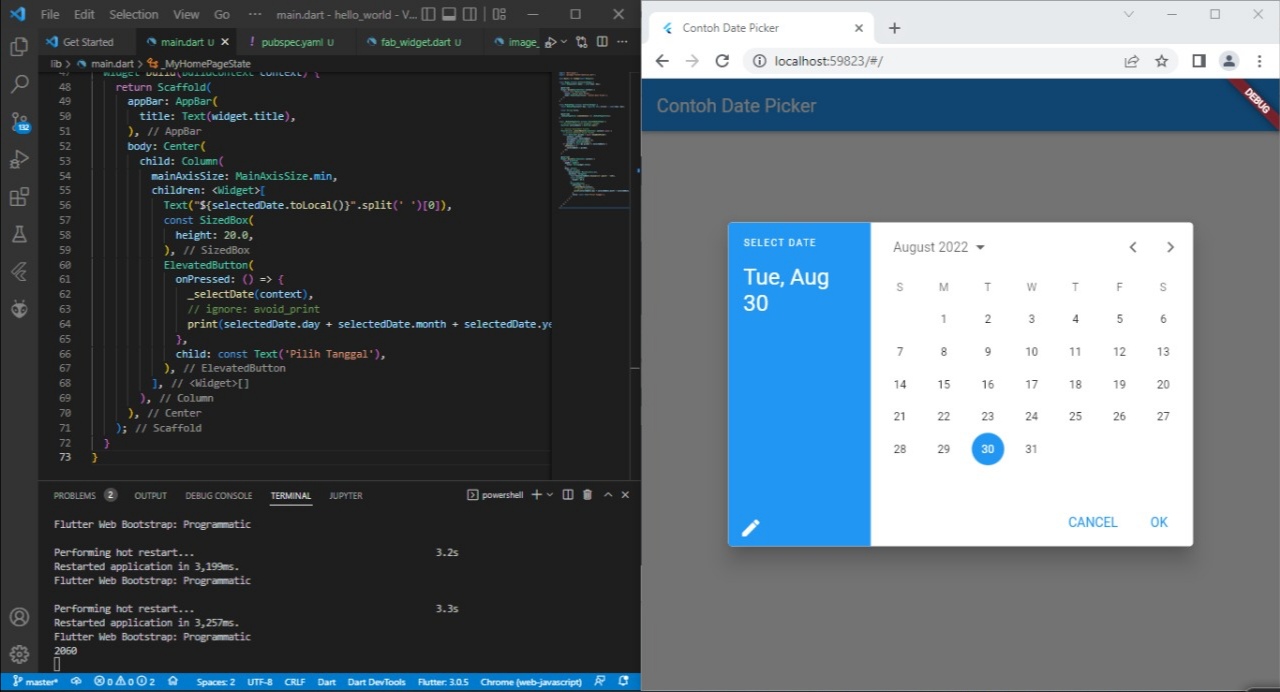 File Edit Selection View Go ··· main.dart - hello_world - V...
Get Started main.dart U pubspec.yaml U fab_widget.dart U image_
lib > main.dart > _MyHomePageState
47 Widget build(BuildContext context) {
48 return Scaffold(
49 appBar: AppBar(
50 title: Text(widget.title),
51 ), // AppBar
52 body: Center(
53 child: Column(
54 mainAxisSize: MainAxisSize.min,
55 children: <Widget>[
56 Text("${selectedDate.toLocal()}".split(' ')[0]),
57 const SizedBox(
58 height: 20.0,
59 ), // SizedBox
60 ElevatedButton(
61 onPressed: () => {
62 _selectDate(context),
63 // ignore: avoid_print
64 print(selectedDate.day + selectedDate.month + selectedDate.ye
65 },
66 child: const Text('Pilih Tanggal'),
67 ), // ElevatedButton
68 ], // <Widget>[]
69 ), // Column
70 ), // Center
71 ); // Scaffold
72 }
73 }
132
PROBLEMS 2 OUTPUT DEBUG CONSOLE TERMINAL JUPYTER powershell
Flutter Web Bootstrap: Programmatic
Performing hot restart... 3.2s
Restarted application in 3,199ms.
Flutter Web Bootstrap: Programmatic
Performing hot restart... 3.3s
Restarted application in 3,257ms.
Flutter Web Bootstrap: Programmatic
2060
master* 0 0 2 Spaces: 2 UTF-8 CRLF Dart Dart DevTools Flutter: 3.0.5 Chrome (web-javascript)
Contoh Date Picker
localhost:59823/#/
Contoh Date Picker
DEBUG
SELECT DATE
Tue, Aug
30
August 2022
S M T W T F S
1 2 3 4 5 6
7 8 9 10 11 12 13
14 15 16 17 18 19 20
21 22 23 24 25 26 27
28 29 30 31
CANCEL OK